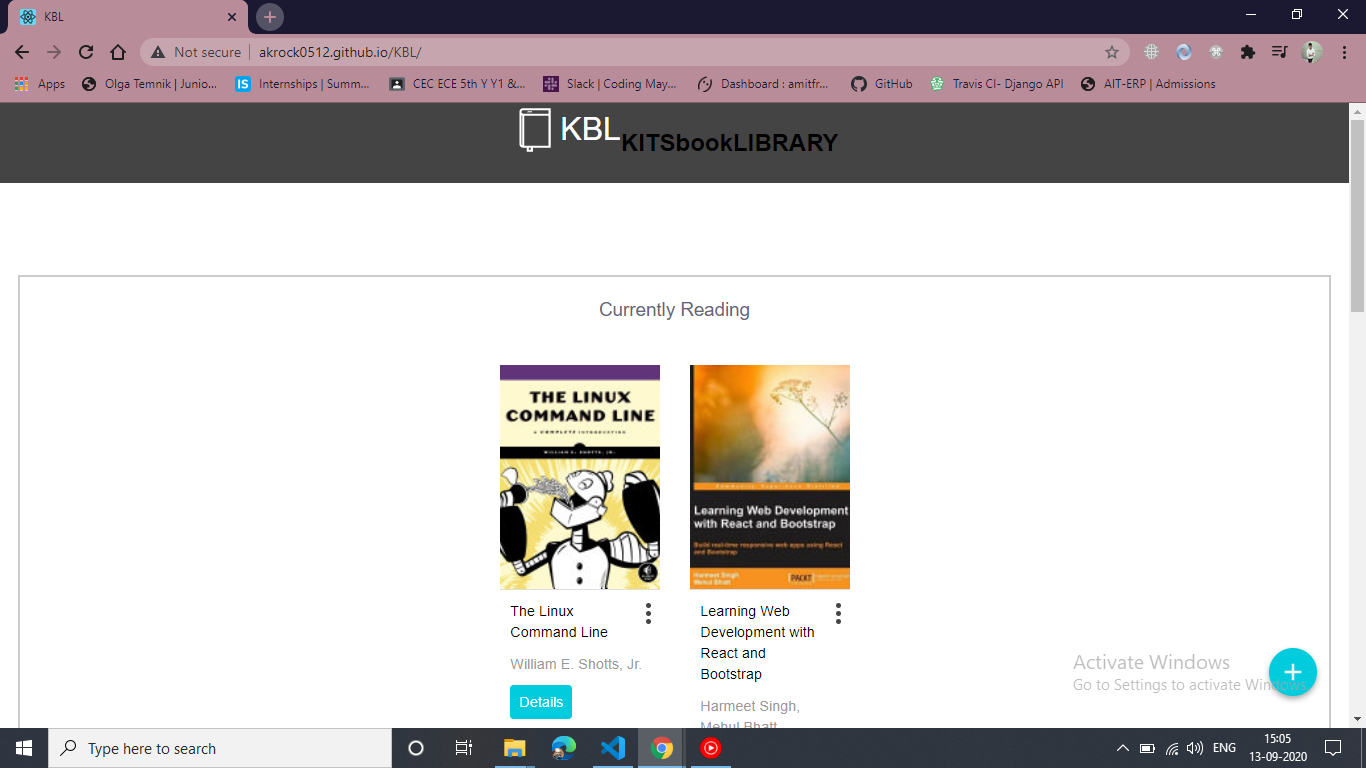 KBL
Not secure
akrock0512.github.io/KBL/
Apps
Olga Temnik | Junio...
IS
Internships | Summ...
CEC ECE 5th Y Y1 &...
Slack | Coding May...
Dashboard : amitfr...
GitHub
Travis CI- Django API
AIT-ERP | Admissions
KBL KITSbookLIBRARY
Currently Reading
THE LINUX
COMMAND LINE
A COMPLETE INTRODUCTION
WILLIAM E. SHOTTS, JR.
Community Experience Distilled
Learning Web Development
with React and Bootstrap
Build real-time responsive web apps using React
and Bootstrap
Harmeet Singh
Mehul Bhatt
PACKT
The Linux
Command Line
William E. Shotts, Jr.
Details
Learning Web
Development with
React and
Bootstrap
Harmeet Singh,
Mehul Bhatt
Activate Windows
Go to Settings to activate Windows.
Type here to search
ENG
15:05
13-09-2020